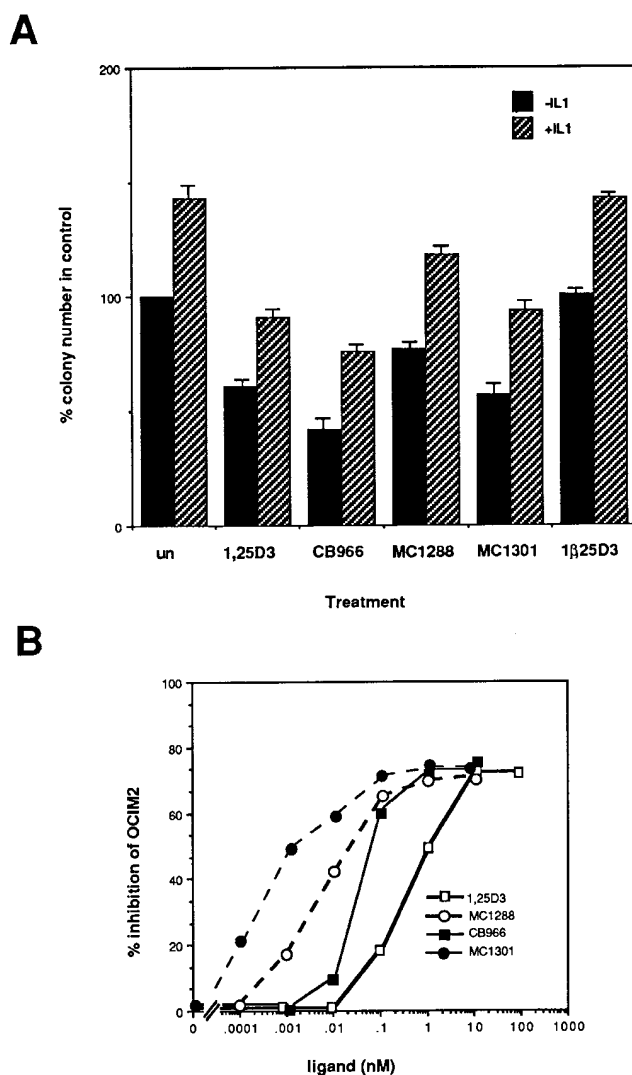 A
200
-IL1
+IL1
% colony number in control
100
0
un 1,25D3 CB966 MC1288 MC1301 1β25D3
Treatment
B
100
80
60
40
20
0
% inhibition of OCIM2
1,25D3
MC1288
CB966
MC1301
0 .0001 .001 .01 .1 1 10 100 1000
ligand (nM)